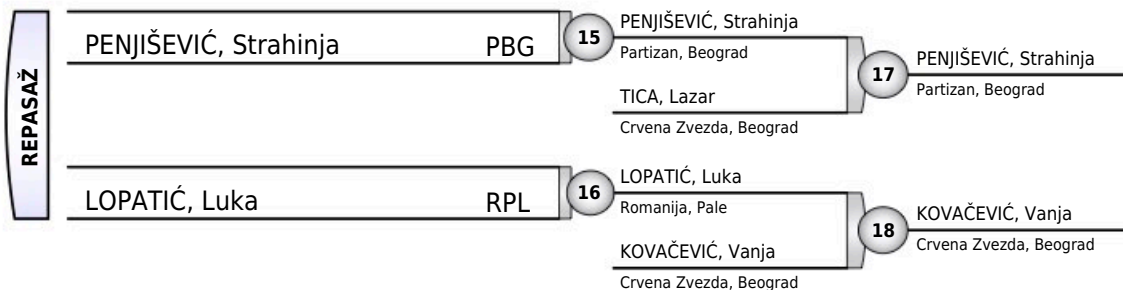 REPASAŽ
PENJIŠEVIĆ, Strahinja PBG
15
PENJIŠEVIĆ, Strahinja
Partizan, Beograd
TICA, Lazar
Crvena Zvezda, Beograd
17
PENJIŠEVIĆ, Strahinja
Partizan, Beograd
LOPATIĆ, Luka RPL
16
LOPATIĆ, Luka
Romanija, Pale
KOVAČEVIĆ, Vanja
Crvena Zvezda, Beograd
18
KOVAČEVIĆ, Vanja
Crvena Zvezda, Beograd